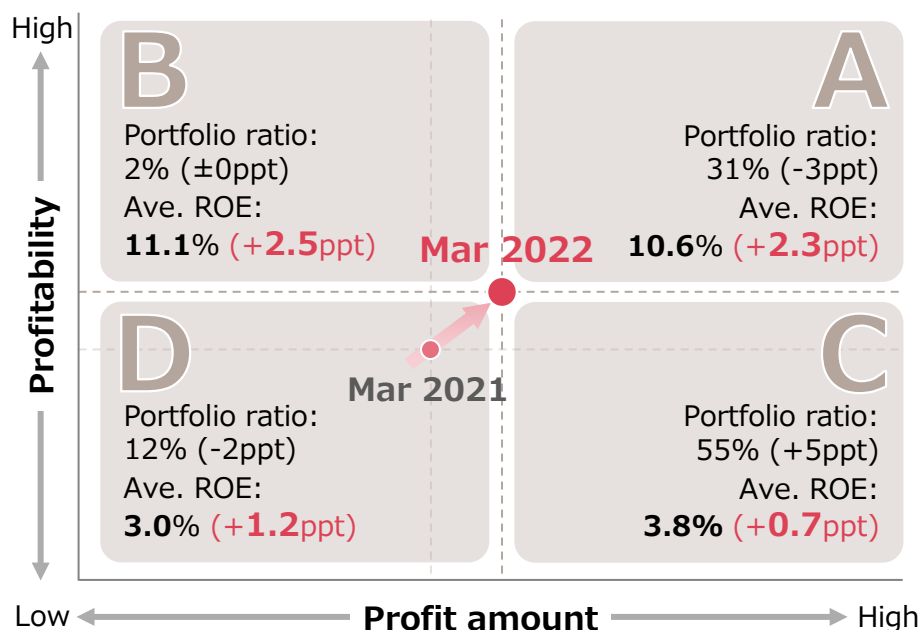 High
B
Portfolio ratio:
2% (±0ppt)
Ave. ROE:
11.1% (+2.5ppt)
A
Portfolio ratio:
31% (-3ppt)
Ave. ROE:
10.6% (+2.3ppt)
Mar 2022
Profitability
D
Mar 2021
Portfolio ratio:
12% (-2ppt)
Ave. ROE:
3.0% (+1.2ppt)
C
Portfolio ratio:
55% (+5ppt)
Ave. ROE:
3.8% (+0.7ppt)
Low
Profit amount
High